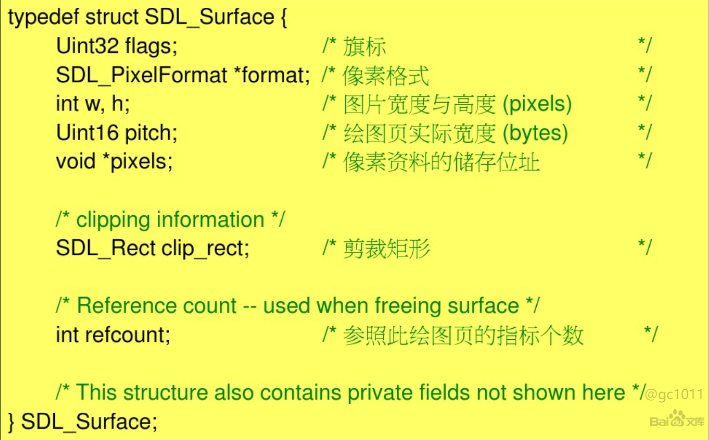 typedef struct SDL_Surface {
Uint32 flags; /* 旗标 */
SDL_PixelFormat *format; /* 像素格式 */
int w, h; /* 图片宽度与高度 (pixels) */
Uint16 pitch; /* 绘图页实际宽度 (bytes) */
void *pixels; /* 像素资料的储存位址 */
/* clipping information */
SDL_Rect clip_rect; /* 剪裁矩形 */
/* Reference count -- used when freeing surface */
int refcount; /* 参照此绘图页的指标个数 */
/* This structure also contains private fields not shown here */
@gc1011
} SDL_Surface;
Bai 文库